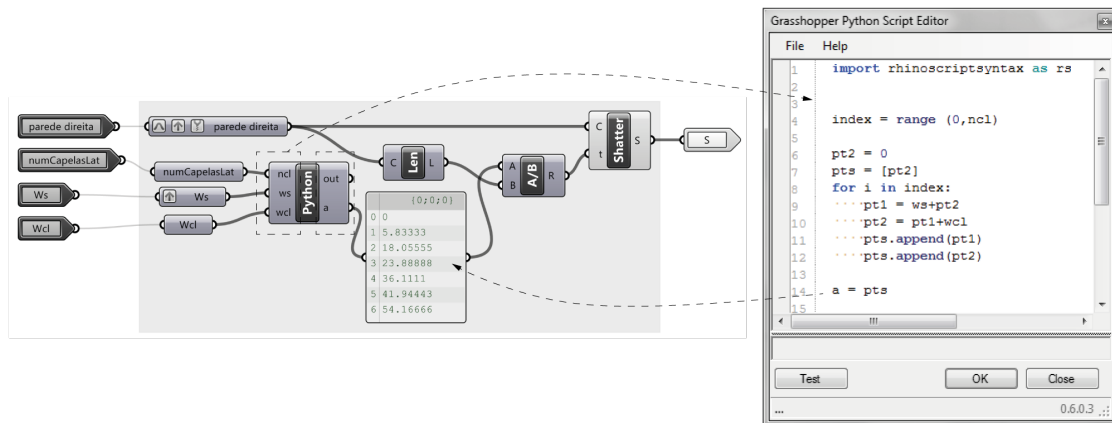 parede direita
numCapelasLat
Ws
Wcl
parede direita
numCapelasLat
Ws
Wcl
ncl
ws
wcl
Python
out
a
C
Len
L
{0;0;0}
0 0
1 5.83333
2 18.05555
3 23.88888
4 36.1111
5 41.94443
6 54.16666
A
B
A/B
R
C
t
Shatter
S
S
Grasshopper Python Script Editor
File Help
1 import rhinoscriptsyntax as rs
2
3
4 index = range (0,ncl)
5
6 pt2 = 0
7 pts = [pt2]
8 for i in index:
9 ····pt1 = ws+pt2
10 ····pt2 = pt1+wcl
11 ····pts.append(pt1)
12 ····pts.append(pt2)
13
14 a = pts
15
Test OK Close
... 0.6.0.3